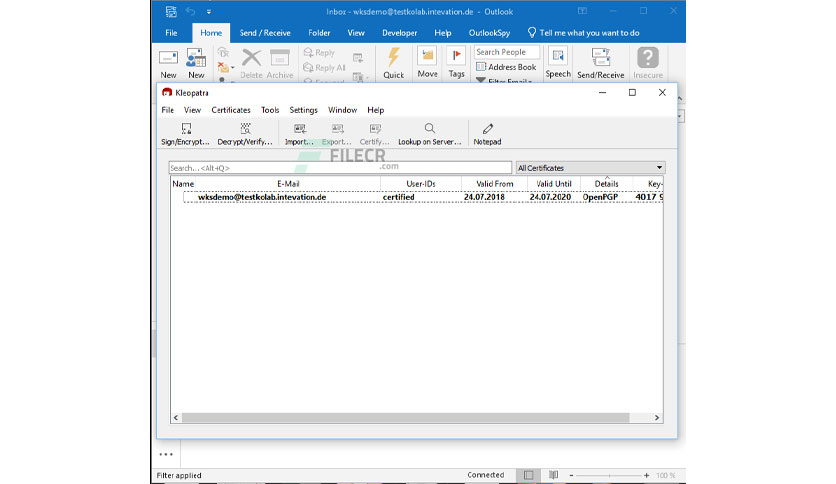 Inbox - wksdemo@testkolab.intevation.de - Outlook
File Home Send / Receive Folder View Developer Help OutlookSpy Tell me what you want to do
Reply
Search People
Reply All
Address Book
New New Delete Archive Quick Move Tags Speech Send/Receive Insecure
Kleopatra
File View Certificates Tools Settings Window Help
Sign/Encrypt... Decrypt/Verify... Import... Export... Certify... Lookup on Server... Notepad
FILECR
.com
Search...<Alt+Q> All Certificates
Name E-Mail User-IDs Valid From Valid Until Details Key-
wksdemo@testkolab.intevation.de certified 24.07.2018 24.07.2020 OpenPGP 4017 9
Filter applied Connected 100 %